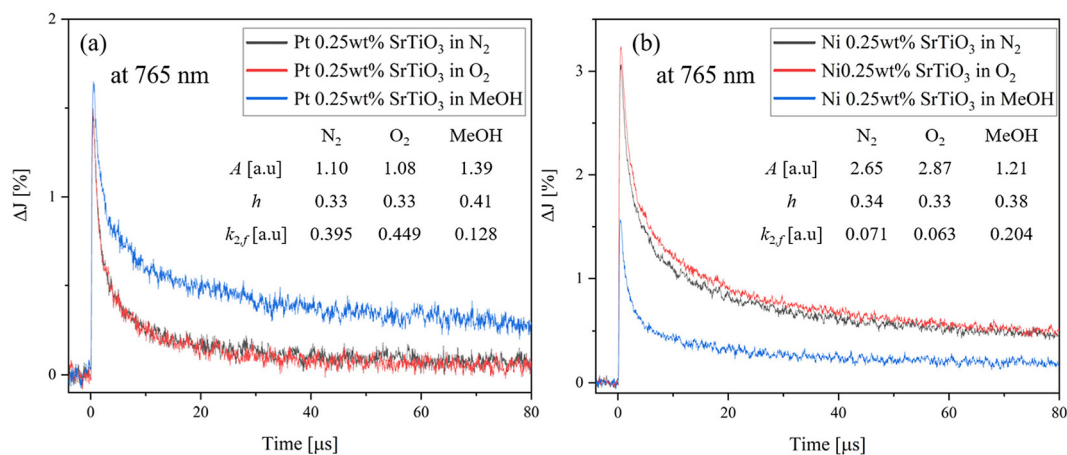 (a)
at 765 nm
Pt 0.25wt% SrTiO₃ in N₂
Pt 0.25wt% SrTiO₃ in O₂
Pt 0.25wt% SrTiO₃ in MeOH
N₂ O₂ MeOH
A [a.u] 1.10 1.08 1.39
h 0.33 0.33 0.41
k₂,f [a.u] 0.395 0.449 0.128
ΔJ [%]
2
1
0
0 20 40 60 80
Time [μs]
(b)
at 765 nm
Ni 0.25wt% SrTiO₃ in N₂
Ni0.25wt% SrTiO₃ in O₂
Ni 0.25wt% SrTiO₃ in MeOH
N₂ O₂ MeOH
A [a.u] 2.65 2.87 1.21
h 0.34 0.33 0.38
k₂,f [a.u] 0.071 0.063 0.204
ΔJ [%]
3
2
1
0
0 20 40 60 80
Time [μs]